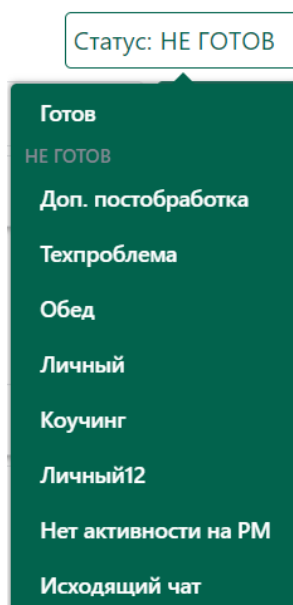 Статус: НЕ ГОТОВ
Готов
НЕ ГОТОВ
Доп. постобработка
Техпроблема
Обед
Личный
Коучинг
Личный12
Нет активности на РМ
Исходящий чат